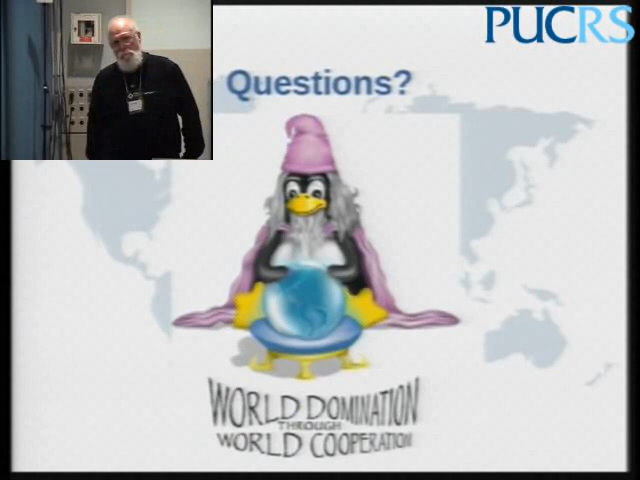 PUCRS
Questions?
WORLD DOMINATION
THROUGH
WORLD COOPERATION